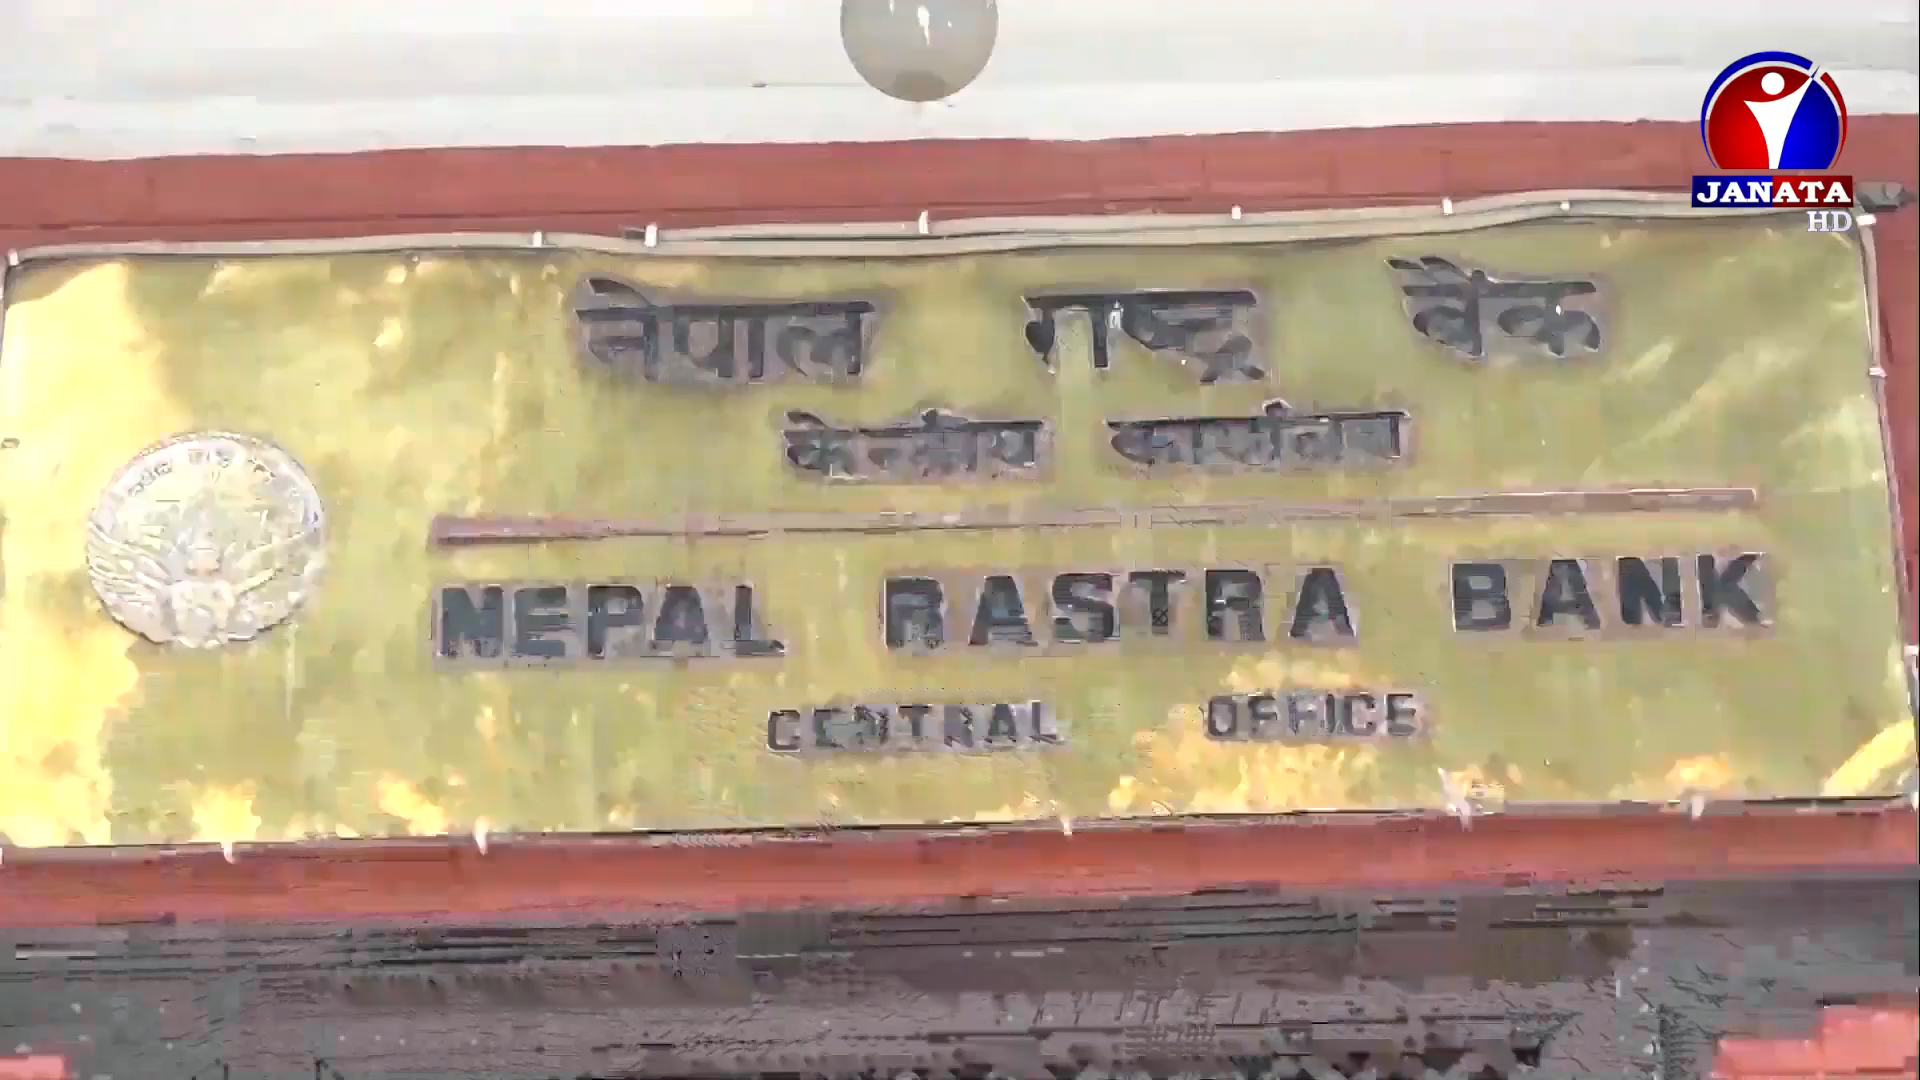 JANATA
HD
नेपाल राष्ट्र बैंक
केन्द्रीय कार्यालय
NEPAL RASTRA BANK
CENTRAL OFFICE